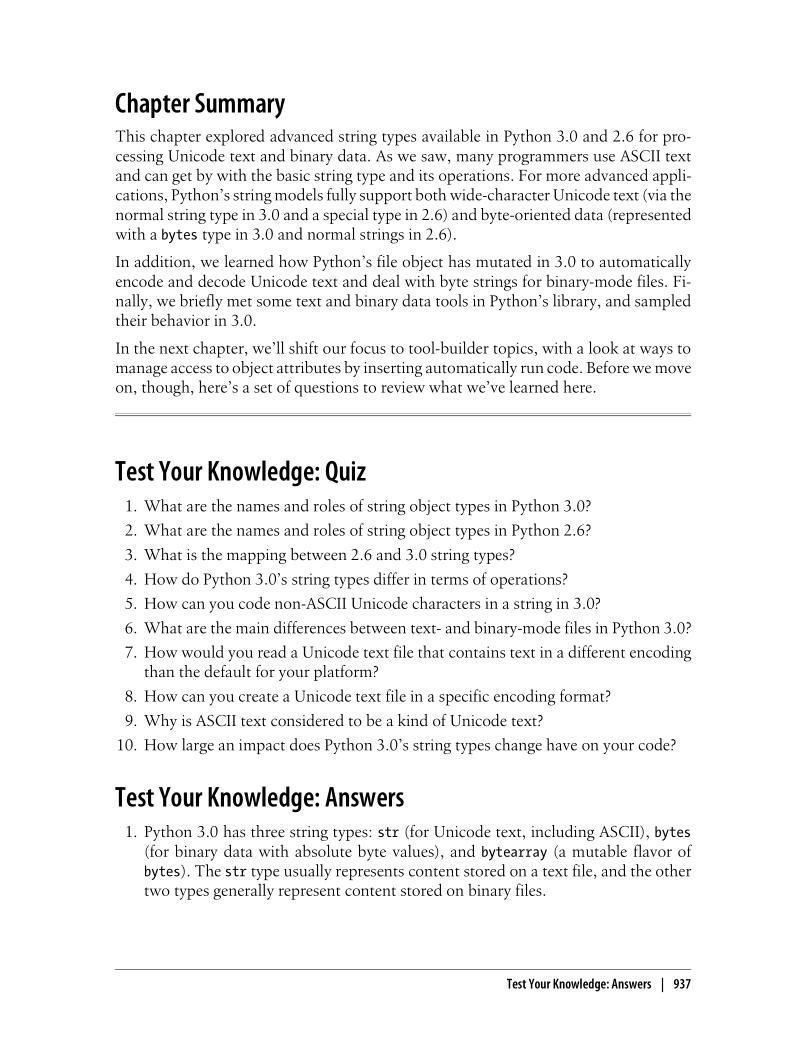 Chapter Summary
This chapter explored advanced string types available in Python 3.0 and 2.6 for pro-
cessing Unicode text and binary data. As we saw, many programmers use ASCII text
and can get by with the basic string type and its operations. For more advanced appli-
cations, Python’s string models fully support both wide-character Unicode text (via the
normal string type in 3.0 and a special type in 2.6) and byte-oriented data (represented
with a bytes type in 3.0 and normal strings in 2.6).
In addition, we learned how Python’s file object has mutated in 3.0 to automatically
encode and decode Unicode text and deal with byte strings for binary-mode files. Fi-
nally, we briefly met some text and binary data tools in Python’s library, and sampled
their behavior in 3.0.
In the next chapter, we’ll shift our focus to tool-builder topics, with a look at ways to
manage access to object attributes by inserting automatically run code. Before we move
on, though, here’s a set of questions to review what we’ve learned here.
Test Your Knowledge: Quiz
1. What are the names and roles of string object types in Python 3.0?
2. What are the names and roles of string object types in Python 2.6?
3. What is the mapping between 2.6 and 3.0 string types?
4. How do Python 3.0’s string types differ in terms of operations?
5. How can you code non-ASCII Unicode characters in a string in 3.0?
6. What are the main differences between text- and binary-mode files in Python 3.0?
7. How would you read a Unicode text file that contains text in a different encoding
than the default for your platform?
8. How can you create a Unicode text file in a specific encoding format?
9. Why is ASCII text considered to be a kind of Unicode text?
10. How large an impact does Python 3.0’s string types change have on your code?
Test Your Knowledge: Answers
1. Python 3.0 has three string types: str (for Unicode text, including ASCII), bytes
(for binary data with absolute byte values), and bytearray (a mutable flavor of
bytes). The str type usually represents content stored on a text file, and the other
two types generally represent content stored on binary files.
Test Your Knowledge: Answers | 937